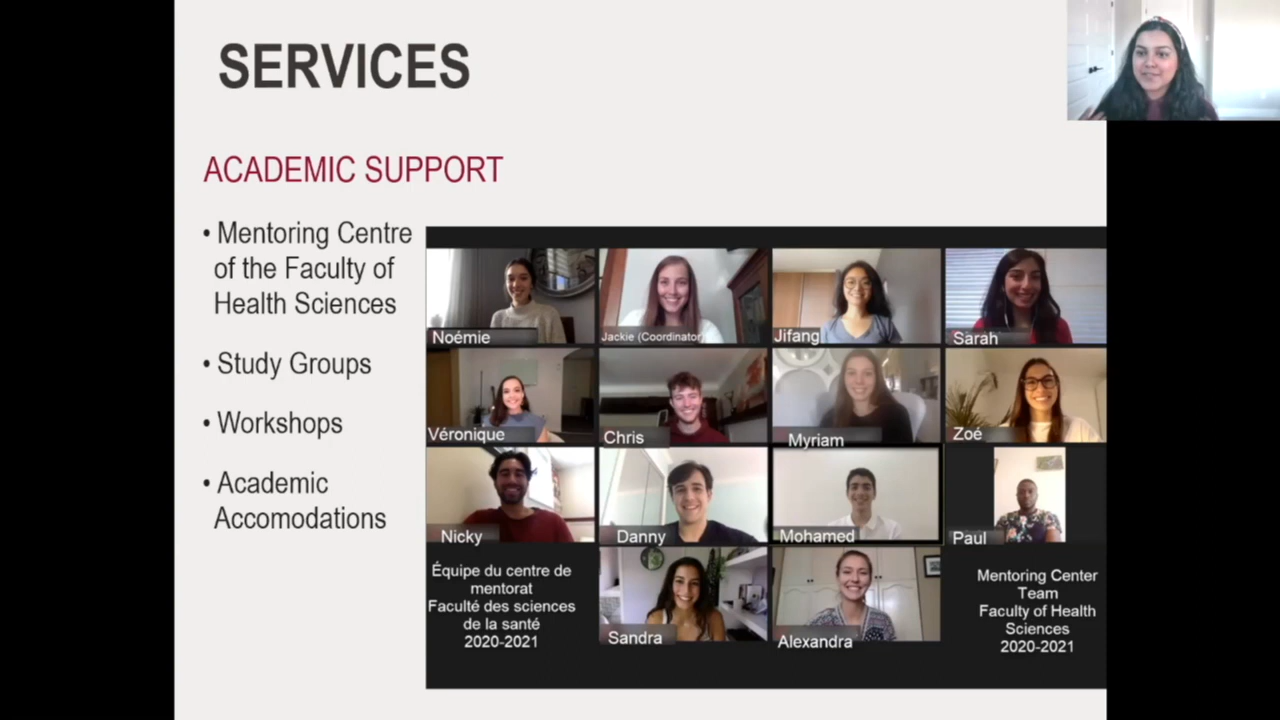 SERVICES
ACADEMIC SUPPORT
• Mentoring Centre
of the Faculty of
Health Sciences
• Study Groups
• Workshops
• Academic
Accomodations
Noémie
Jackie (Coordinator)
Jifang
Sarah
Véronique
Chris
Myriam
Zoé
Nicky
Danny
Mohamed
Paul
Équipe du centre de
mentorat
Faculté des sciences
de la santé
2020-2021
Sandra
Alexandra
Mentoring Center
Team
Faculty of Health
Sciences
2020-2021